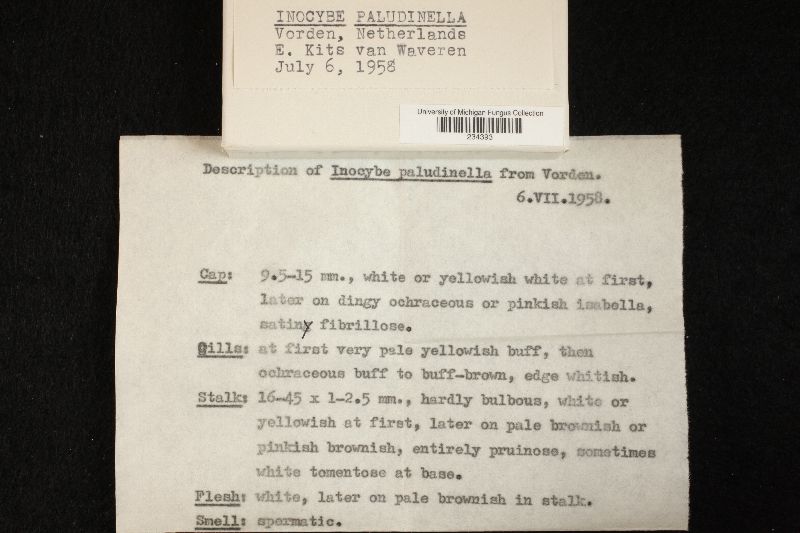 INOCYBE PALUDINELLA
Vorden, Netherlands
E. Kits van Waveren
July 6, 1958
University of Michigan Fungus Collection
234393
Description of Inocybe paludinella from Vorden.
6.VII.1958.
Cap: 9.5-15 mm., white or yellowish white at first,
later on dingy ochraceous or pinkish isabella,
satiny fibrillose.
Gills: at first very pale yellowish buff, then
ochraceous buff to buff-brown, edge whitish.
Stalk: 16-45 x 1-2.5 mm., hardly bulbous, white or
yellowish at first, later on pale brownish or
pinkish brownish, entirely pruinose, sometimes
white tomentose at base.
Flesh: white, later on pale brownish in stalk.
Smell: spermatic.